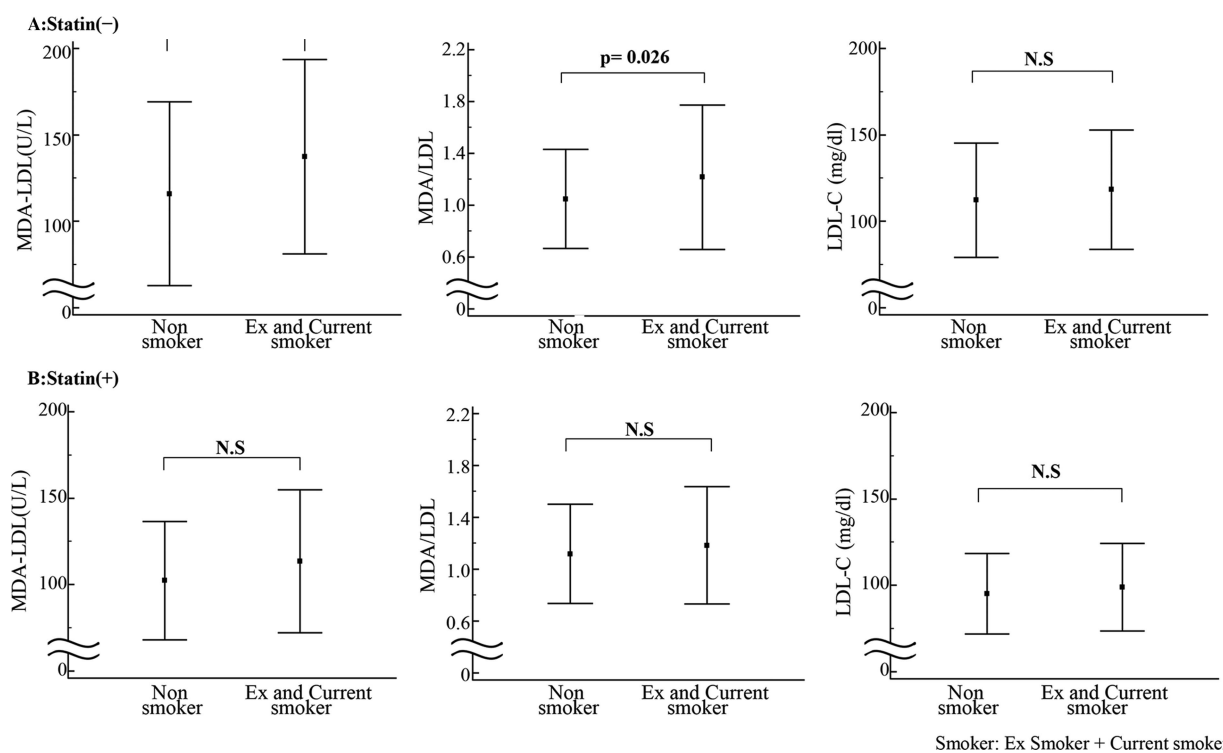 A:Statin(−)
MDA-LDL(U/L)
200
150
100
0
Non
smoker
Ex and Current
smoker
p= 0.026
MDA/LDL
2.2
1.8
1.4
1.0
0.6
0
Non
smoker
Ex and Current
smoker
N.S
LDL-C (mg/dl)
200
150
100
0
Non
smoker
Ex and Current
smoker
B:Statin(+)
N.S
MDA-LDL(U/L)
200
150
100
0
Non
smoker
Ex and Current
smoker
N.S
MDA/LDL
2.2
1.8
1.4
1.0
0.6
0
Non
smoker
Ex and Current
smoker
N.S
LDL-C (mg/dl)
200
150
100
0
Non
smoker
Ex and Current
smoker
Smoker: Ex Smoker + Current smoke